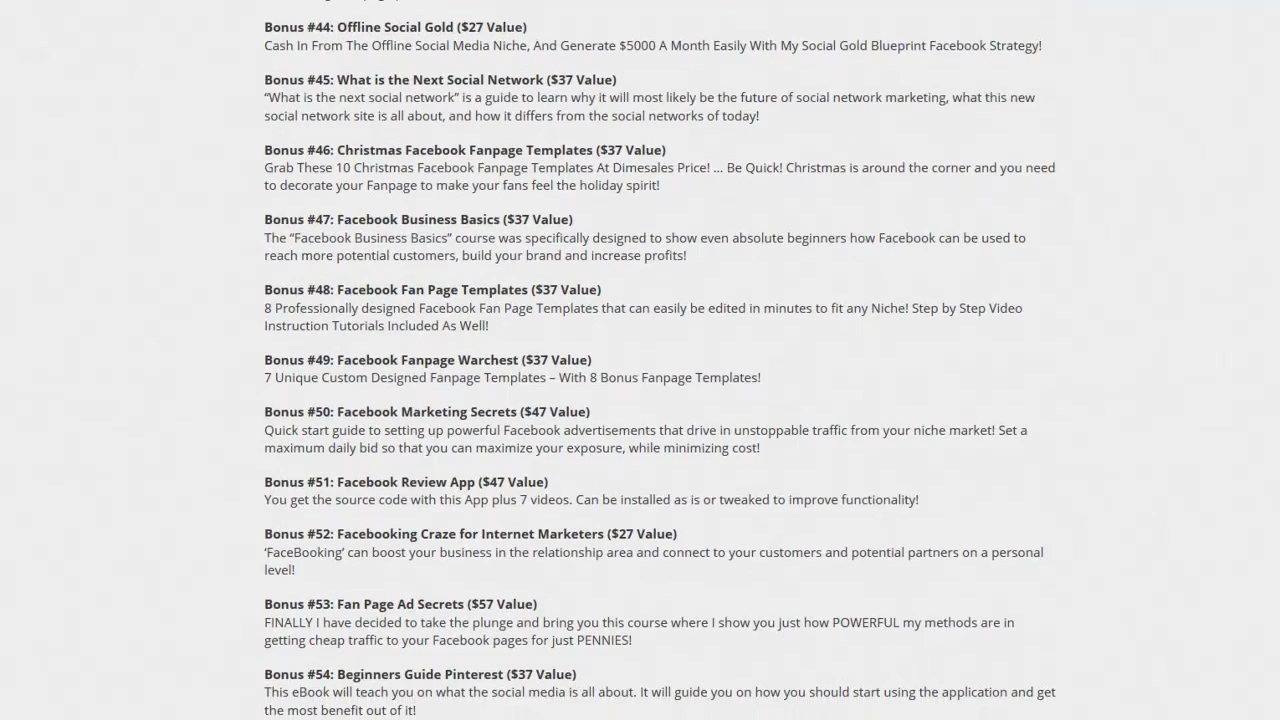 Bonus #44: Offline Social Gold ($27 Value)
Cash In From The Offline Social Media Niche, And Generate $5000 A Month Easily With My Social Gold Blueprint Facebook Strategy!
Bonus #45: What is the Next Social Network ($37 Value)
“What is the next social network” is a guide to learn why it will most likely be the future of social network marketing, what this new
social network site is all about, and how it differs from the social networks of today!
Bonus #46: Christmas Facebook Fanpage Templates ($37 Value)
Grab These 10 Christmas Facebook Fanpage Templates At Dimesales Price! ... Be Quick! Christmas is around the corner and you need
to decorate your Fanpage to make your fans feel the holiday spirit!
Bonus #47: Facebook Business Basics ($37 Value)
The “Facebook Business Basics” course was specifically designed to show even absolute beginners how Facebook can be used to
reach more potential customers, build your brand and increase profits!
Bonus #48: Facebook Fan Page Templates ($37 Value)
8 Professionally designed Facebook Fan Page Templates that can easily be edited in minutes to fit any Niche! Step by Step Video
Instruction Tutorials Included As Well!
Bonus #49: Facebook Fanpage Warchest ($37 Value)
7 Unique Custom Designed Fanpage Templates – With 8 Bonus Fanpage Templates!
Bonus #50: Facebook Marketing Secrets ($47 Value)
Quick start guide to setting up powerful Facebook advertisements that drive in unstoppable traffic from your niche market! Set a
maximum daily bid so that you can maximize your exposure, while minimizing cost!
Bonus #51: Facebook Review App ($47 Value)
You get the source code with this App plus 7 videos. Can be installed as is or tweaked to improve functionality!
Bonus #52: Facebooking Craze for Internet Marketers ($27 Value)
‘FaceBooking’ can boost your business in the relationship area and connect to your customers and potential partners on a personal
level!
Bonus #53: Fan Page Ad Secrets ($57 Value)
FINALLY I have decided to take the plunge and bring you this course where I show you just how POWERFUL my methods are in
getting cheap traffic to your Facebook pages for just PENNIES!
Bonus #54: Beginners Guide Pinterest ($37 Value)
This eBook will teach you on what the social media is all about. It will guide you on how you should start using the application and get
the most benefit out of it!